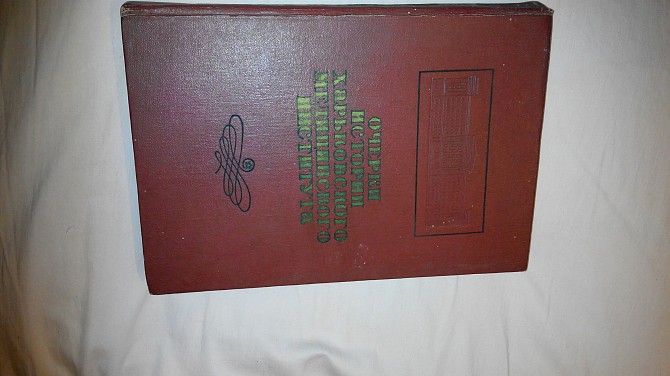 ОЧЕРКИ
ИСТОРИИ
ХАРЬКОВСКОГО
МЕДИЦИНСКОГО
ИНСТИТУТА